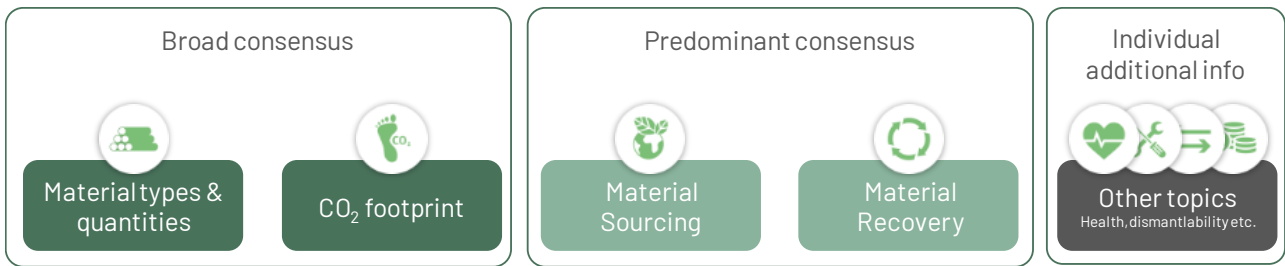 Broad consensus
Predominant consensus
Individual
additional info
CO₂
Material types &
quantities
CO₂ footprint
Material
Sourcing
Material
Recovery
Other topics
Health, dismantlability etc.